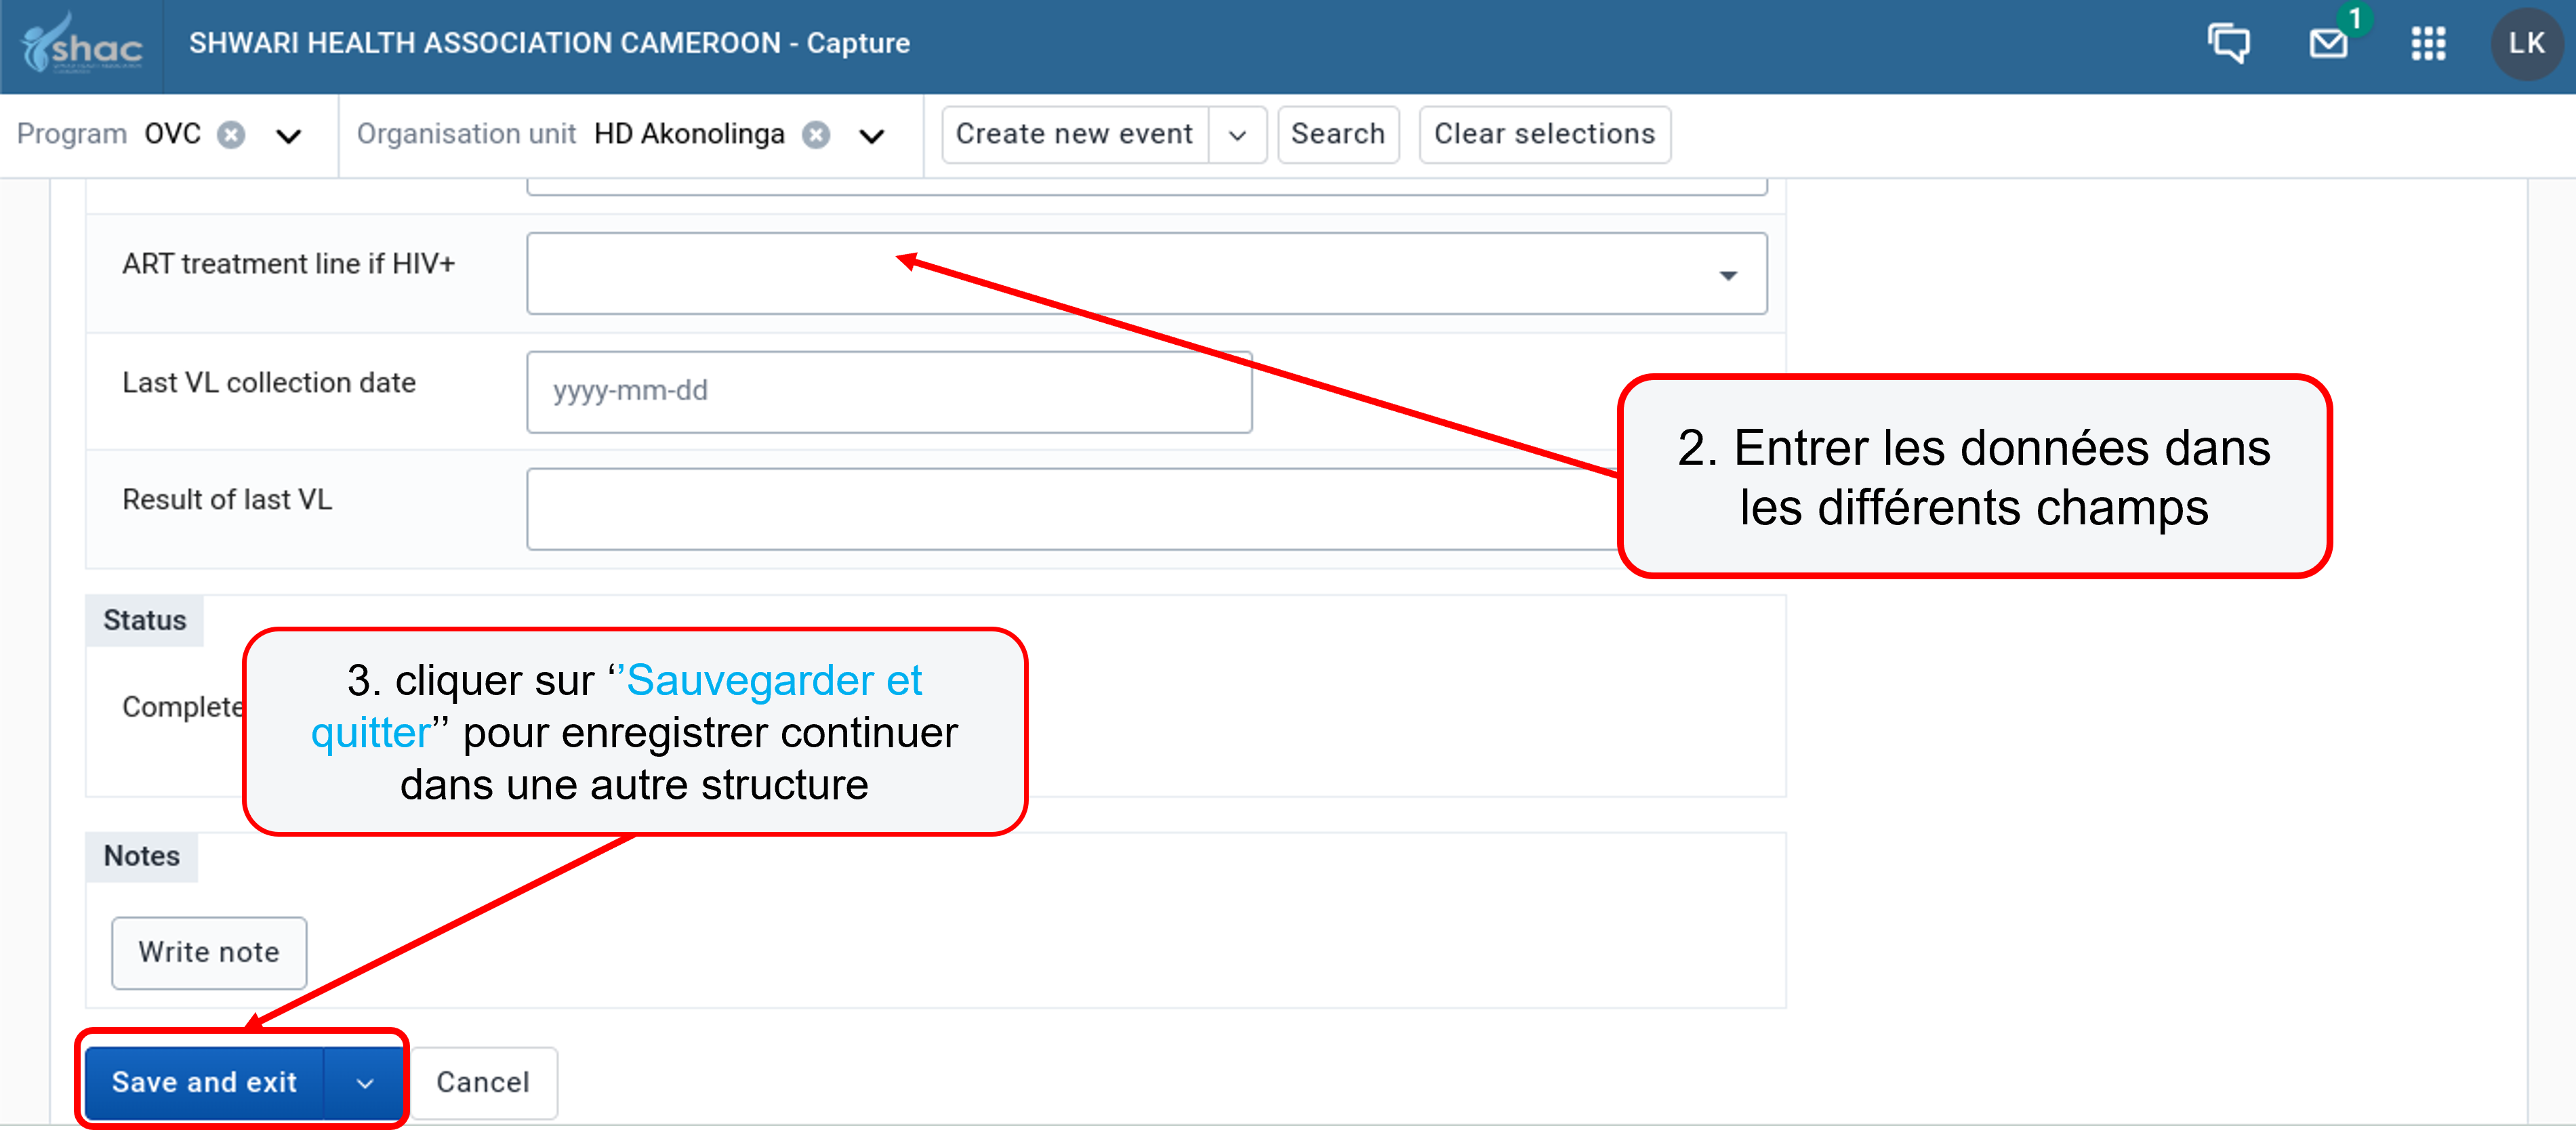 shac
SHWARI HEALTH ASSOCIATION CAMEROON - Capture
1
LK
Program OVC
Organisation unit HD Akonolinga
Create new event
Search
Clear selections
ART treatment line if HIV+
Last VL collection date
yyyy-mm-dd
Result of last VL
2. Entrer les données dans
les différents champs
Status
Complete
3. cliquer sur ‘’Sauvegarder et
quitter’’ pour enregistrer continuer
dans une autre structure
Notes
Write note
Save and exit
Cancel